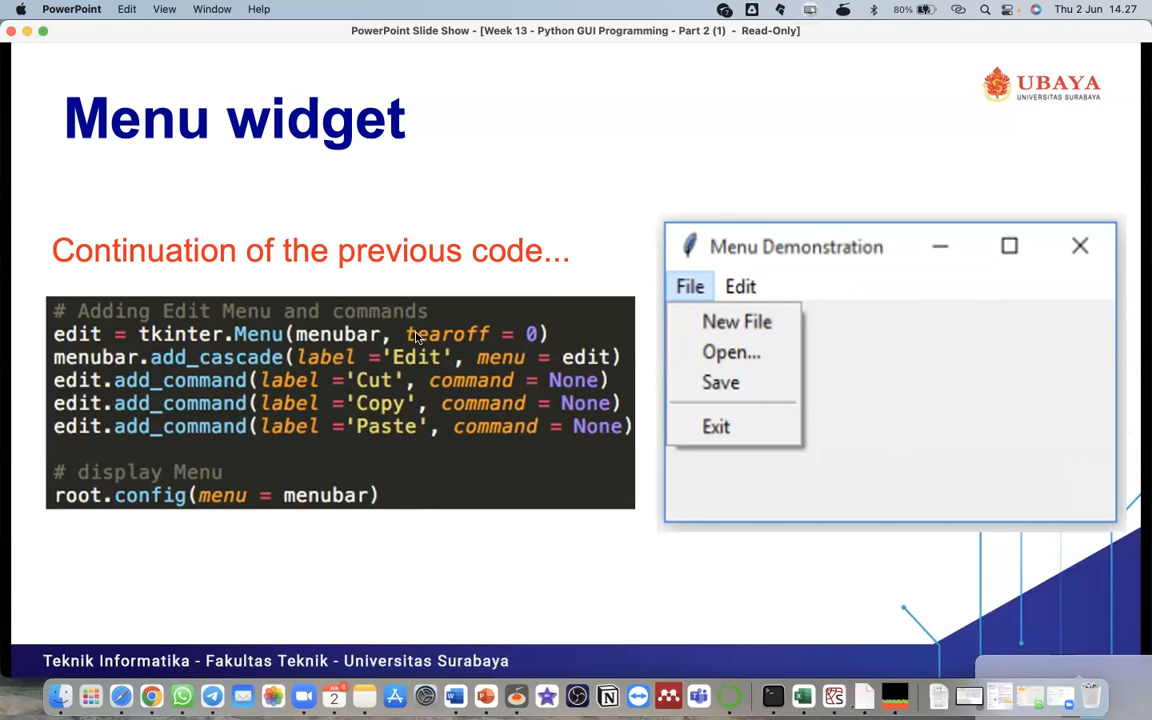 PowerPoint Edit View Window Help 80% Thu 2 Jun 14.27
PowerPoint Slide Show - [Week 13 - Python GUI Programming - Part 2 (1) - Read-Only]
UBAYA
UNIVERSITAS SURABAYA
Menu widget
Continuation of the previous code...
# Adding Edit Menu and commands
edit = tkinter.Menu(menubar, tearoff = 0)
menubar.add_cascade(label ='Edit', menu = edit)
edit.add_command(label ='Cut', command = None)
edit.add_command(label ='Copy', command = None)
edit.add_command(label ='Paste', command = None)
# display Menu
root.config(menu = menubar)
Menu Demonstration
File Edit
New File
Open...
Save
Exit
Teknik Informatika - Fakultas Teknik - Universitas Surabaya